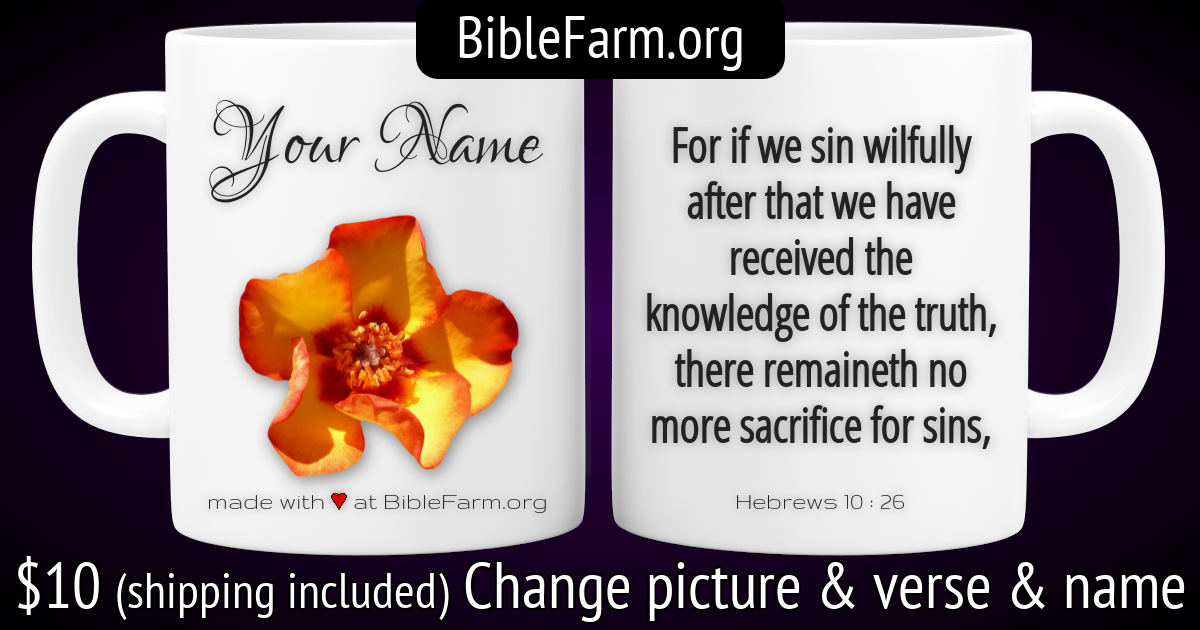 BibleFarm.org
Your Name
made with ♥ at BibleFarm.org
For if we sin wilfully
after that we have
received the
knowledge of the truth,
there remaineth no
more sacrifice for sins,
Hebrews 10 : 26
$10 (shipping included) Change picture & verse & name